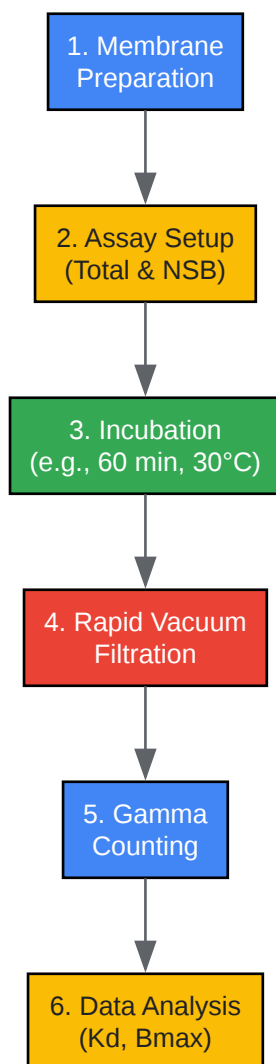 1. Membrane
Preparation
2. Assay Setup
(Total & NSB)
3. Incubation
(e.g., 60 min, 30°C)
4. Rapid Vacuum
Filtration
5. Gamma
Counting
6. Data Analysis
(Kd, Bmax)